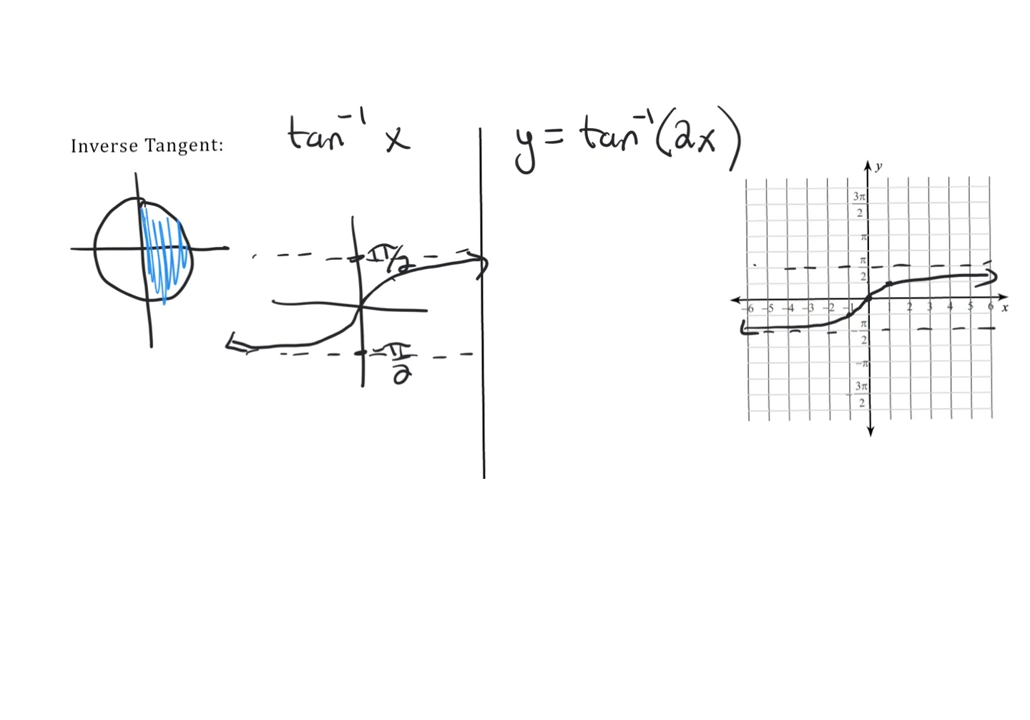 Inverse Tangent:
tan⁻¹ x
π/2
-π/2
y = tan⁻¹(2x)
y
3π/2
π
π/2
-6 -5 -4 -3 -2 -1 2 3 4 5 6 x
π/2
-π
3π/2